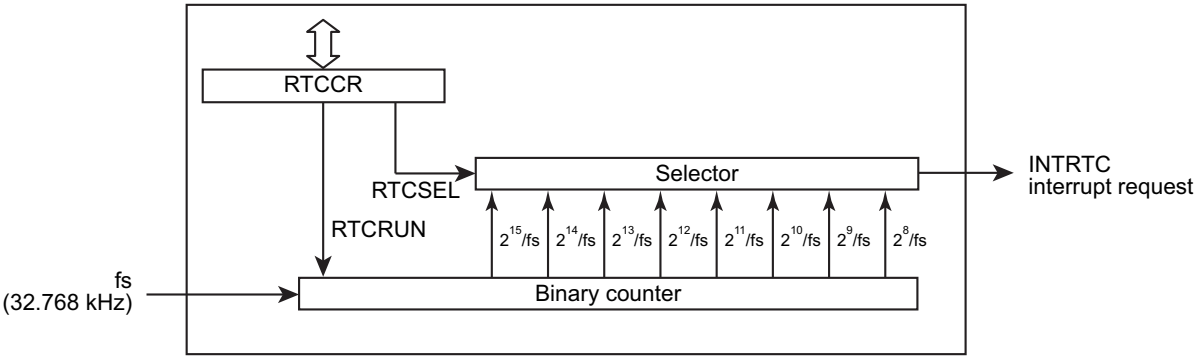 RTCCR
Selector
INTRTC
interrupt request
RTCSEL
RTCRUN
2^15/fs
2^14/fs
2^13/fs
2^12/fs
2^11/fs
2^10/fs
2^9/fs
2^8/fs
fs
(32.768 kHz)
Binary counter